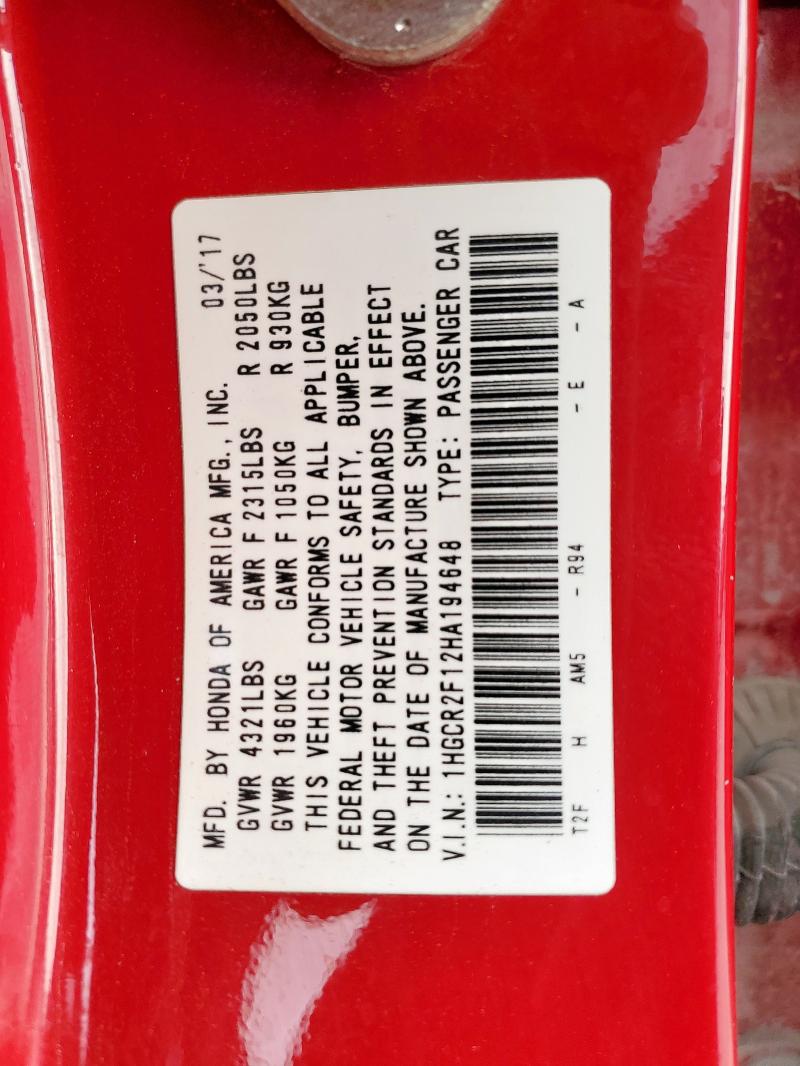 MFD. BY HONDA OF AMERICA MFG., INC. 03/'17
GVWR 4321LBS GAWR F 2315LBS R 2050LBS
GVWR 1960KG GAWR F 1050KG R 930KG
THIS VEHICLE CONFORMS TO ALL APPLICABLE
FEDERAL MOTOR VEHICLE SAFETY, BUMPER,
AND THEFT PREVENTION STANDARDS IN EFFECT
ON THE DATE OF MANUFACTURE SHOWN ABOVE.
V.I.N.: 1HGCR2F12HA194648 TYPE: PASSENGER CAR
T2F H AM5 - R94 - E - A